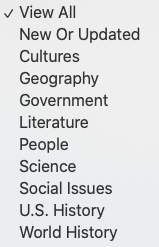 ✓ View All
New Or Updated
Cultures
Geography
Government
Literature
People
Science
Social Issues
U.S. History
World History